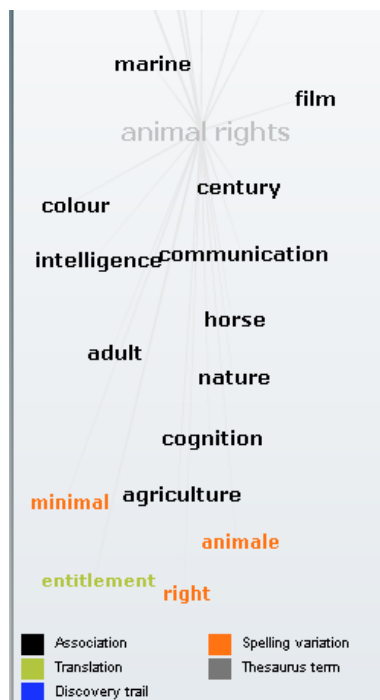 marine
film
animal rights
century
colour
intelligence communication
horse
adult
nature
cognition
agriculture
minimal
animale
entitlement
right
Association Spelling variation
Translation Thesaurus term
Discovery trail